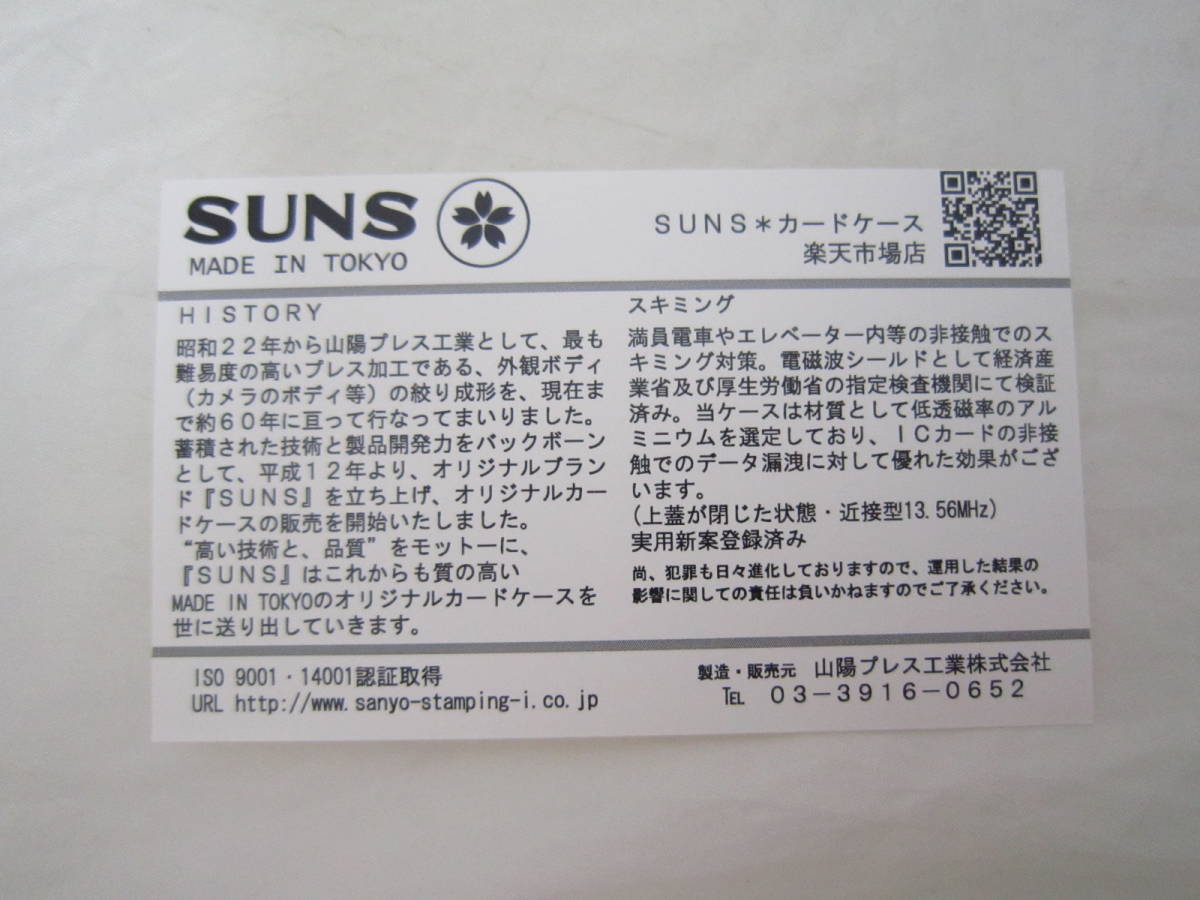 SUNS
MADE IN TOKYO
ＳＵＮＳ＊カードケース
楽天市場店
ＨＩＳＴＯＲＹ
昭和２２年から山陽プレス工業として、最も
難易度の高いプレス加工である、外観ボディ
（カメラのボディ等）の絞り成形を、現在ま
で約６０年に亘って行なってまいりました。
蓄積された技術と製品開発力をバックボーン
として、平成１２年より、オリジナルブラン
ド『ＳＵＮＳ』を立ち上げ、オリジナルカー
ドケースの販売を開始いたしました。
“高い技術と、品質”をモットーに、
『ＳＵＮＳ』はこれからも質の高い
MADE IN TOKYOのオリジナルカードケースを
世に送り出していきます。
スキミング
満員電車やエレベーター内等の非接触でのス
キミング対策。電磁波シールドとして経済産
業省及び厚生労働省の指定検査機関にて検証
済み。当ケースは材質として低透磁率のアル
ミニウムを選定しており、ＩＣカードの非接
触でのデータ漏洩に対して優れた効果がござ
います。
(上蓋が閉じた状態・近接型13.56MHz)
実用新案登録済み
尚、犯罪も日々進化しておりますので、運用した結果の
影響に関しての責任は負いかねますのでご了承ください。
ISO 9001・14001認証取得
URL http://www.sanyo-stamping-i.co.jp
製造・販売元 山陽プレス工業株式会社
℡ ０３－３９１６－０６５２